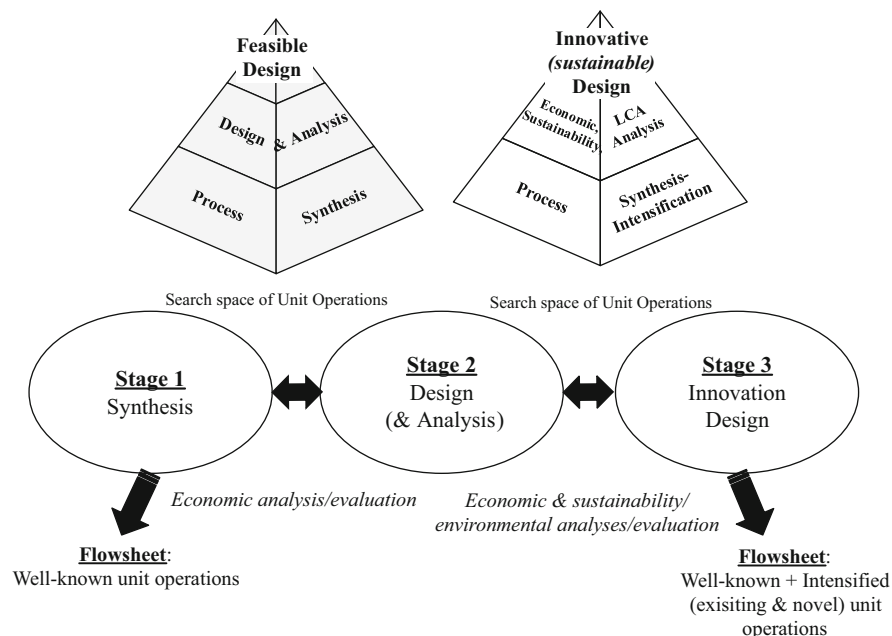 Feasible
Design
Design & Analysis
Process
Synthesis
Innovative
(sustainable)
Design
Economic,
Sustainability,
LCA
Analysis
Process
Synthesis-
Intensification
Search space of Unit Operations
Search space of Unit Operations
Stage 1
Synthesis
Stage 2
Design
(& Analysis)
Stage 3
Innovation
Design
Economic analysis/evaluation
Economic & sustainability/
environmental analyses/evaluation
Flowsheet:
Well-known unit operations
Flowsheet:
Well-known + Intensified
(exisiting & novel) unit
operations